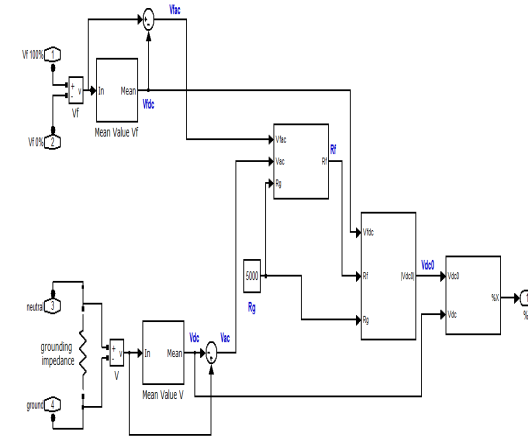 Vfac
Vf 100%
1
+
-
v
In
Mean
Vf
Vfdc
Mean Value Vf
Vf 0%
2
Vfac
Vac
Rg
Rf
Rf
Vfdc
5000
Rf
|Vdc0|
Vdc0
Vdc0
%X
Rg
Rg
Vdc
1
%
neutral
3
grounding
impedance
+
-
v
In
Mean
Vdc
Vac
V
Mean Value V
ground
4